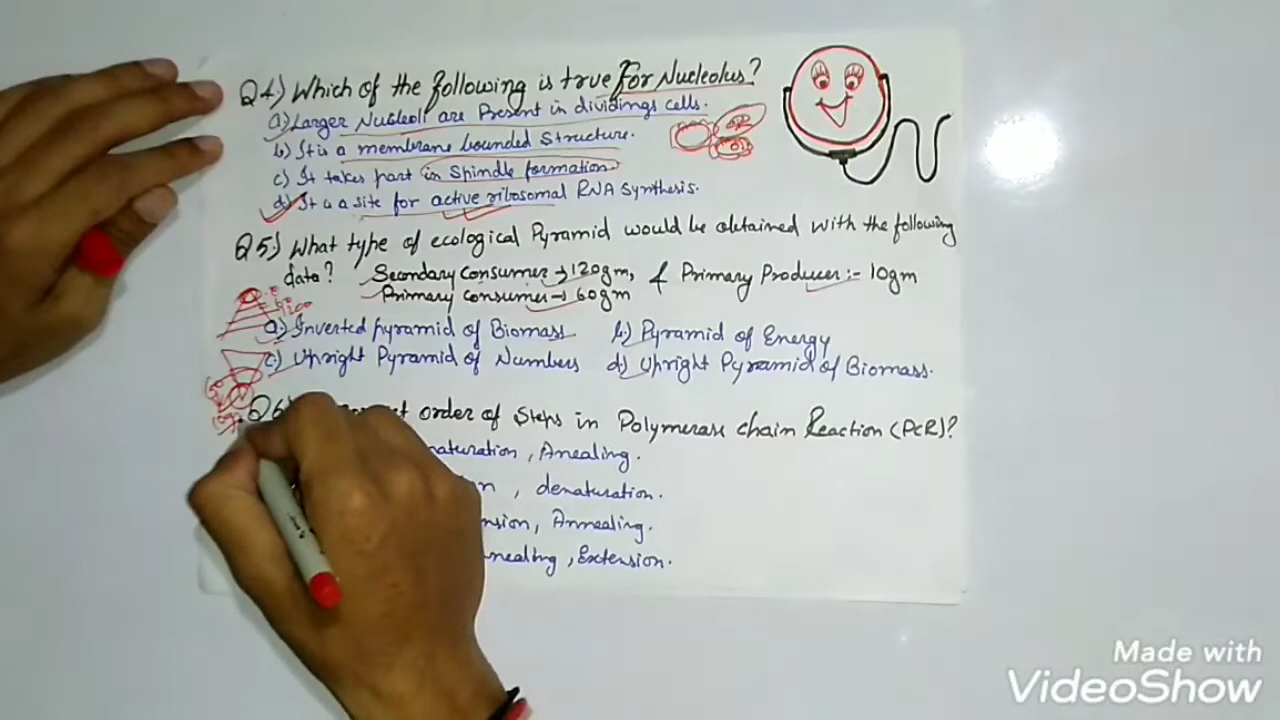 Q4) Which of the following is true for Nucleolus?
a) Larger Nucleoli are Present in dividings cells.
b) It is a membrane bounded structure.
c) It takes part in Spindle formation.
d) It is a site for active ribosomal RNA Synthesis.
Q5.) What type of ecological Pyramid would be obtained with the following
data? Secondary Consumer → 120gm, & Primary Producer :- 10gm
Primary consumer → 60gm
a) Inverted pyramid of Biomass b) Pyramid of Energy
c) Upright Pyramid of Numbers d) Upright Pyramid of Biomass.
Q6) order of Steps in Polymerase chain Reaction (PCR)?
, Anealing.
, denaturation.
, Annealing.
, Extension.
Made with
VideoShow